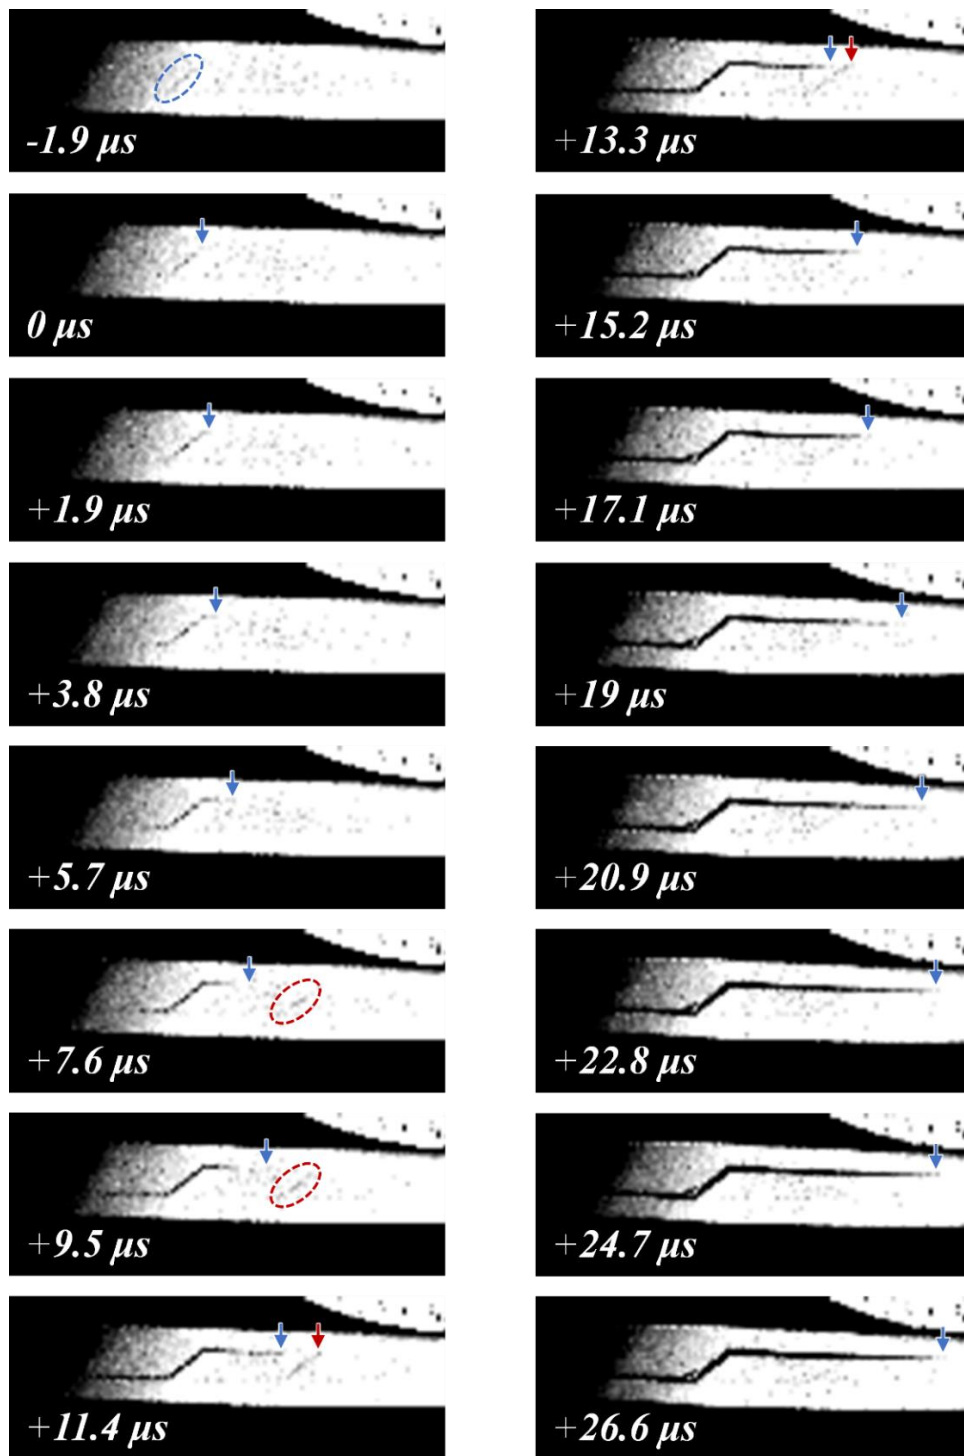 -1.9 μs
0 μs
+1.9 μs
+3.8 μs
+5.7 μs
+7.6 μs
+9.5 μs
+11.4 μs
+13.3 μs
+15.2 μs
+17.1 μs
+19 μs
+20.9 μs
+22.8 μs
+24.7 μs
+26.6 μs